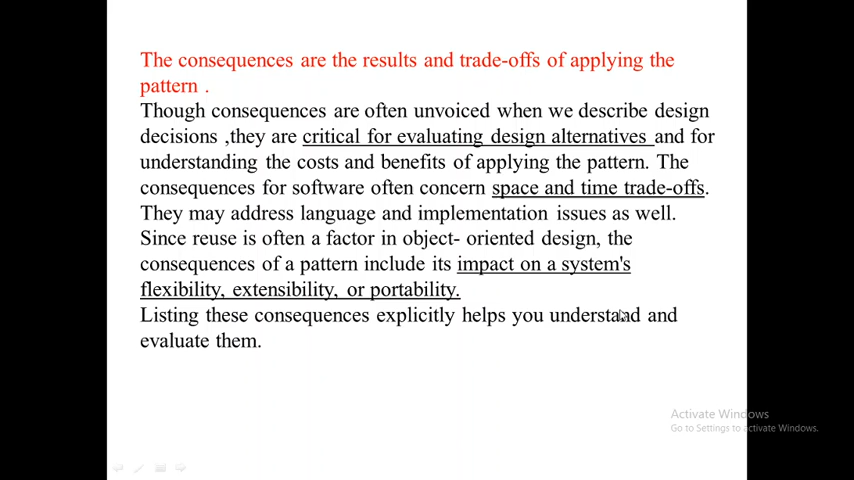 The consequences are the results and trade-offs of applying the
pattern .
Though consequences are often unvoiced when we describe design
decisions ,they are critical for evaluating design alternatives and for
understanding the costs and benefits of applying the pattern. The
consequences for software often concern space and time trade-offs.
They may address language and implementation issues as well.
Since reuse is often a factor in object- oriented design, the
consequences of a pattern include its impact on a system's
flexibility, extensibility, or portability.
Listing these consequences explicitly helps you understand and
evaluate them.
Activate Windows
Go to Settings to activate Windows.